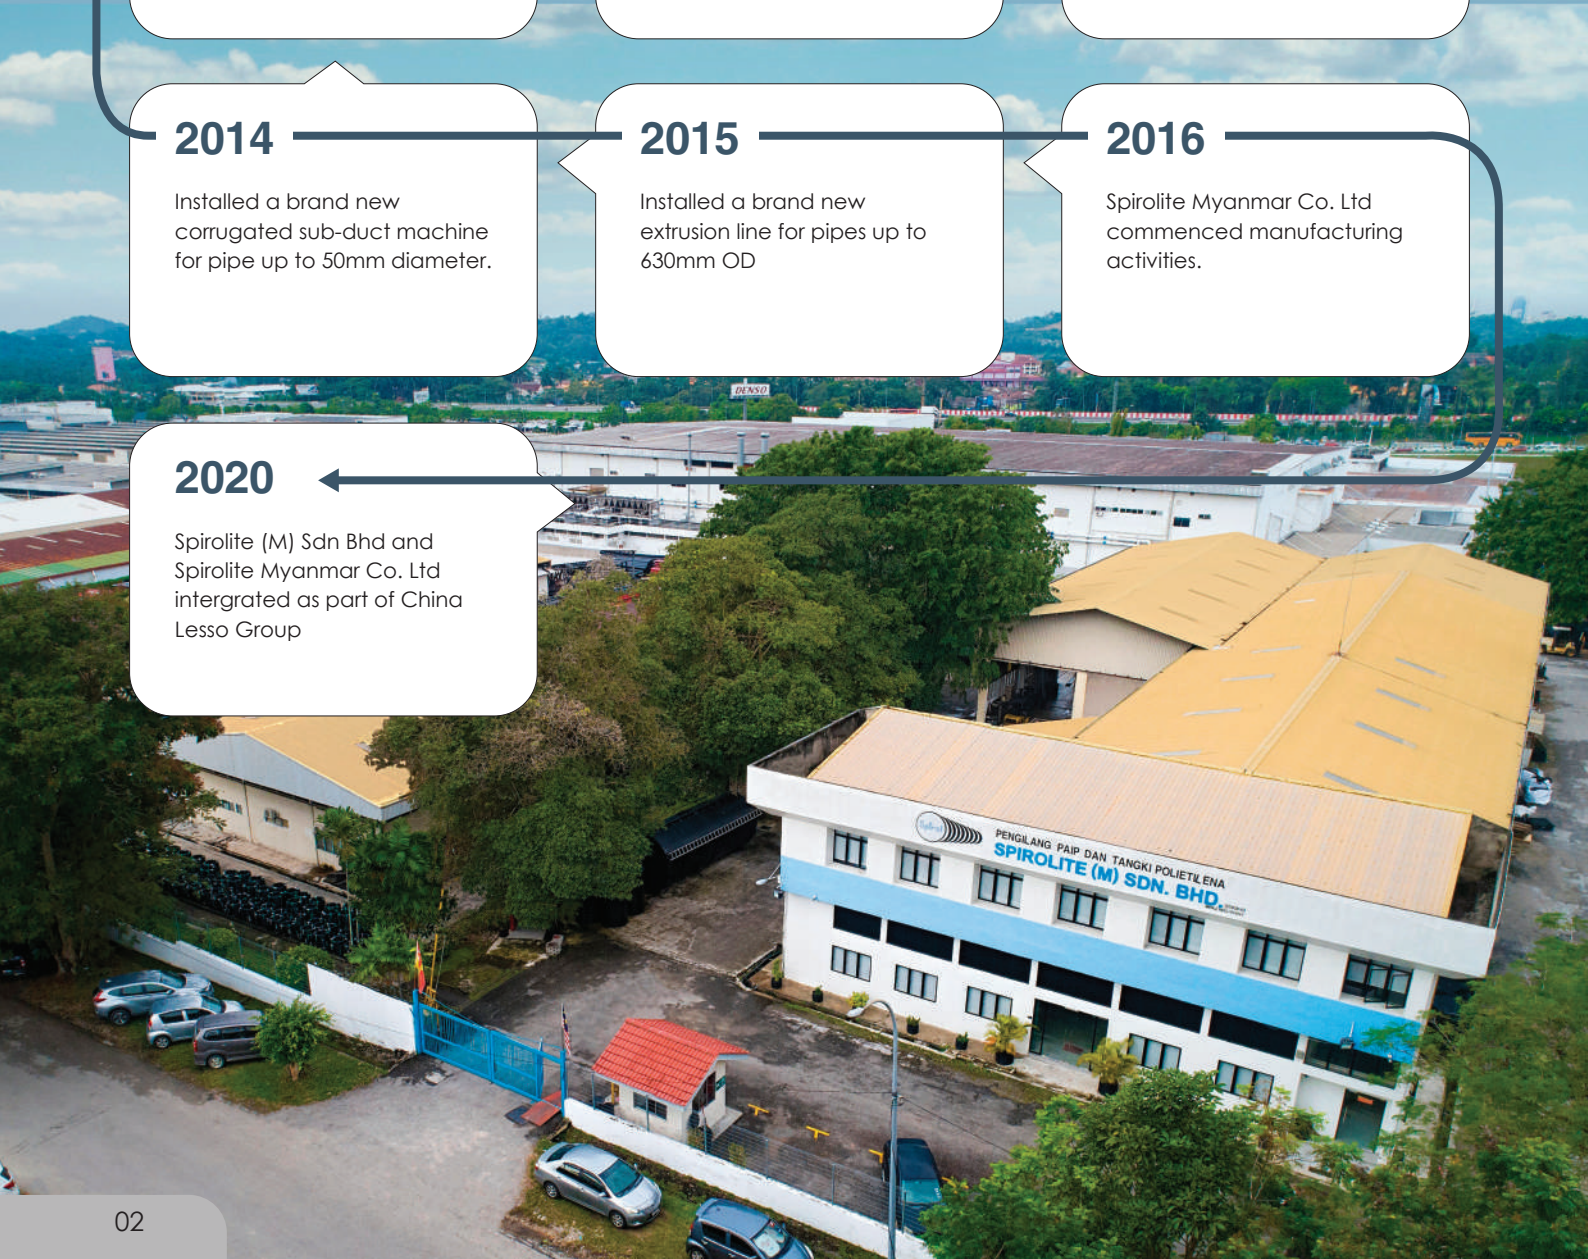 2014
Installed a brand new
corrugated sub-duct machine
for pipe up to 50mm diameter.
2015
Installed a brand new
extrusion line for pipes up to
630mm OD
2016
Spirolite Myanmar Co. Ltd
commenced manufacturing
activities.
DENSO
2020
Spirolite (M) Sdn Bhd and
Spirolite Myanmar Co. Ltd
intergrated as part of China
Lesso Group
PENGILANG PAIP DAN TANGKI POLIETILENA
SPIROLITE (M) SDN. BHD.
02